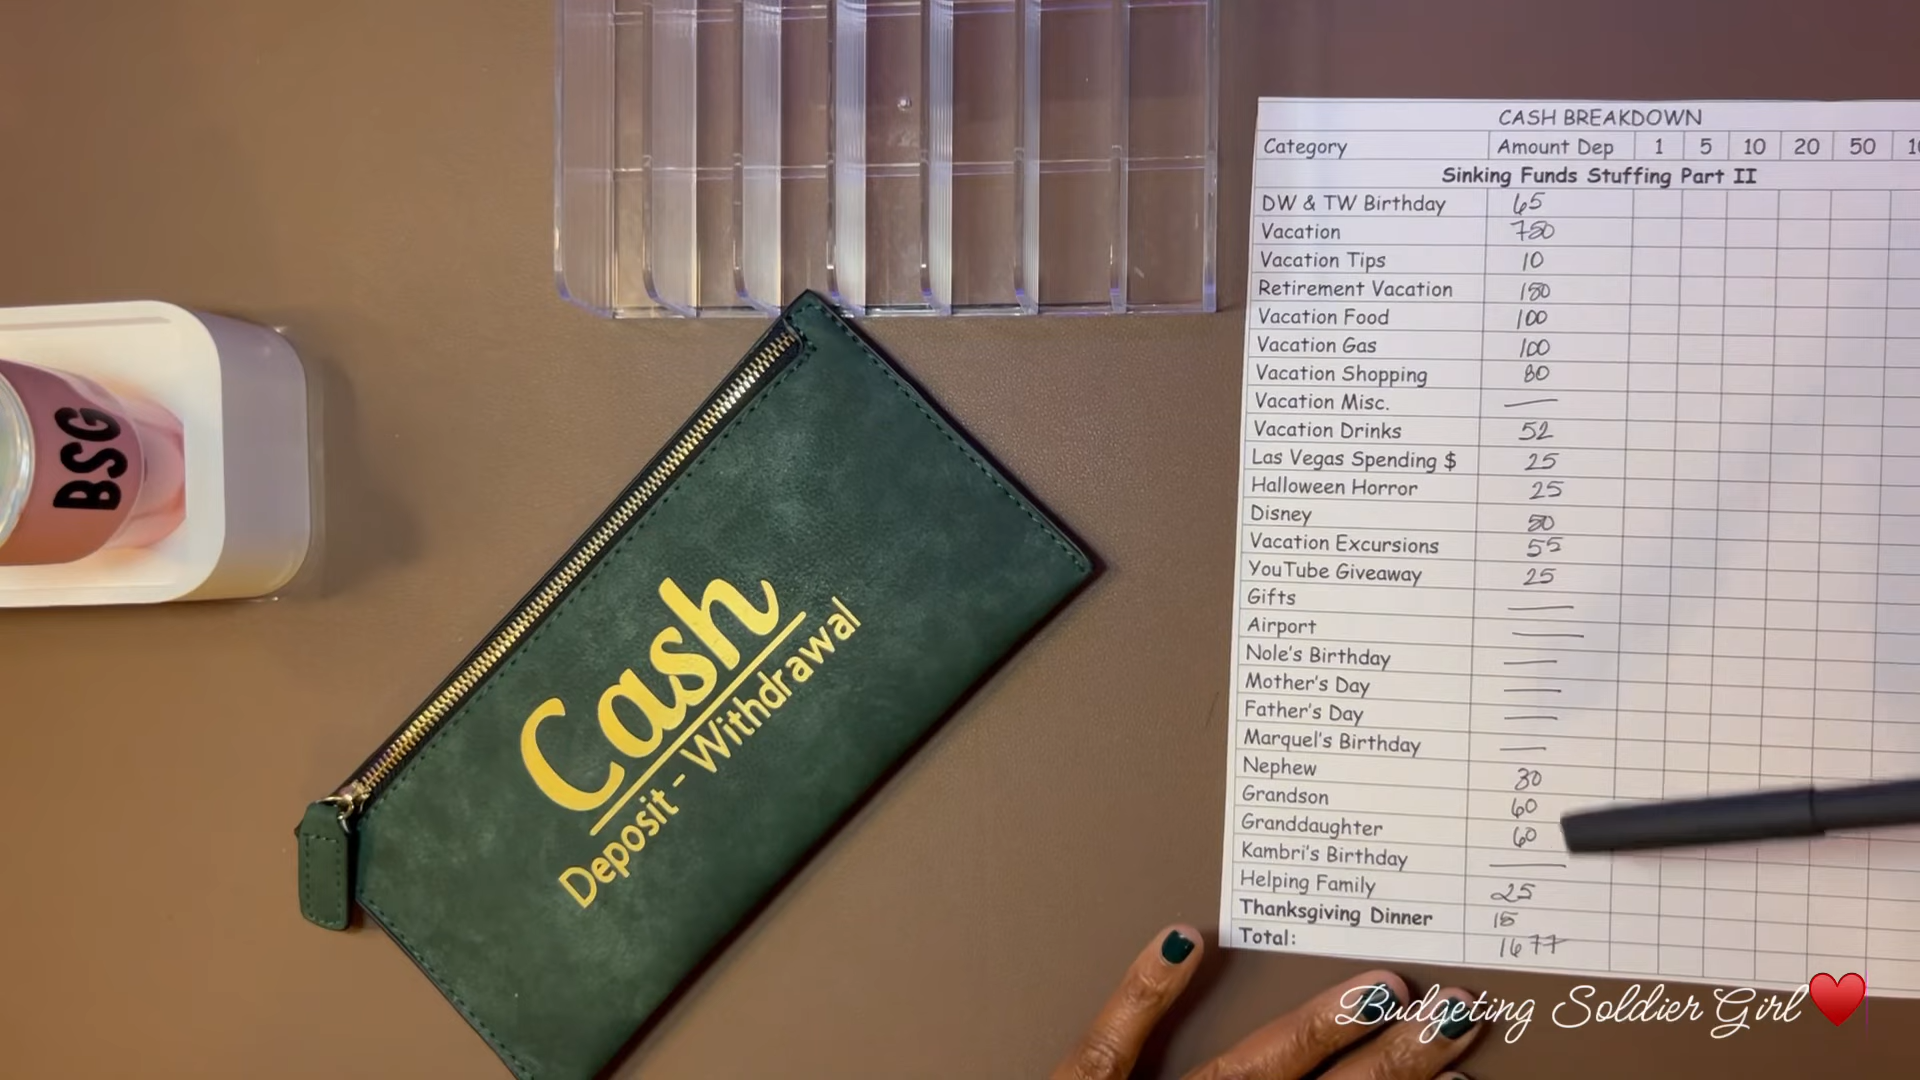 CASH BREAKDOWN
Category Amount Dep 1 5 10 20 50
Sinking Funds Stuffing Part II
DW & TW Birthday 65
Vacation 750
Vacation Tips 10
Retirement Vacation 150
Vacation Food 100
Vacation Gas 100
Vacation Shopping 80
Vacation Misc. —
Vacation Drinks 52
Las Vegas Spending $ 25
Halloween Horror 25
Disney 50
Vacation Excursions 55
YouTube Giveaway 25
Gifts —
Airport —
Nole's Birthday —
Mother's Day —
Father's Day —
Marquel's Birthday —
Nephew 30
Grandson 60
Granddaughter 60
Kambri's Birthday —
Helping Family 25
Thanksgiving Dinner 15
Total: 1677
BSG
Cash
Deposit - Withdrawal
Budgeting Soldier Girl